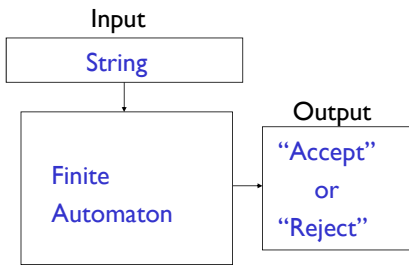 Input
String
Output
“Accept”
or
“Reject”
Finite
Automaton